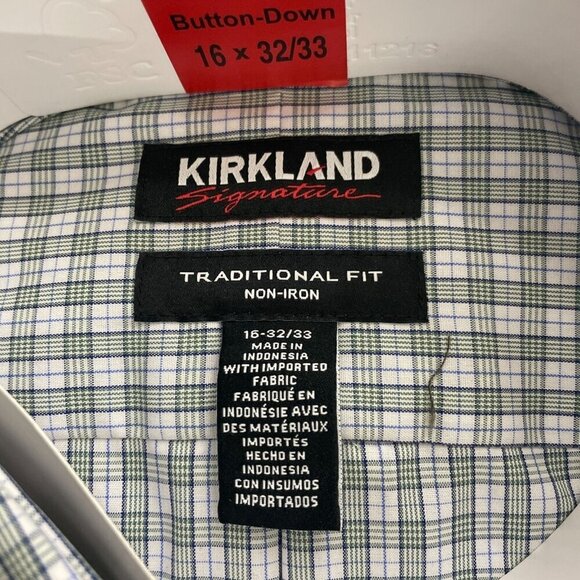 Button-Down
16 × 32/33
KIRKLAND
Signature
TRADITIONAL FIT
NON-IRON
16-32/33
MADE IN
INDONESIA
WITH IMPORTED
FABRIC
FABRIQUÉ EN
INDONÉSIE AVEC
DES MATÉRIAUX
IMPORTÉS
HECHO EN
INDONESIA
CON INSUMOS
IMPORTADOS